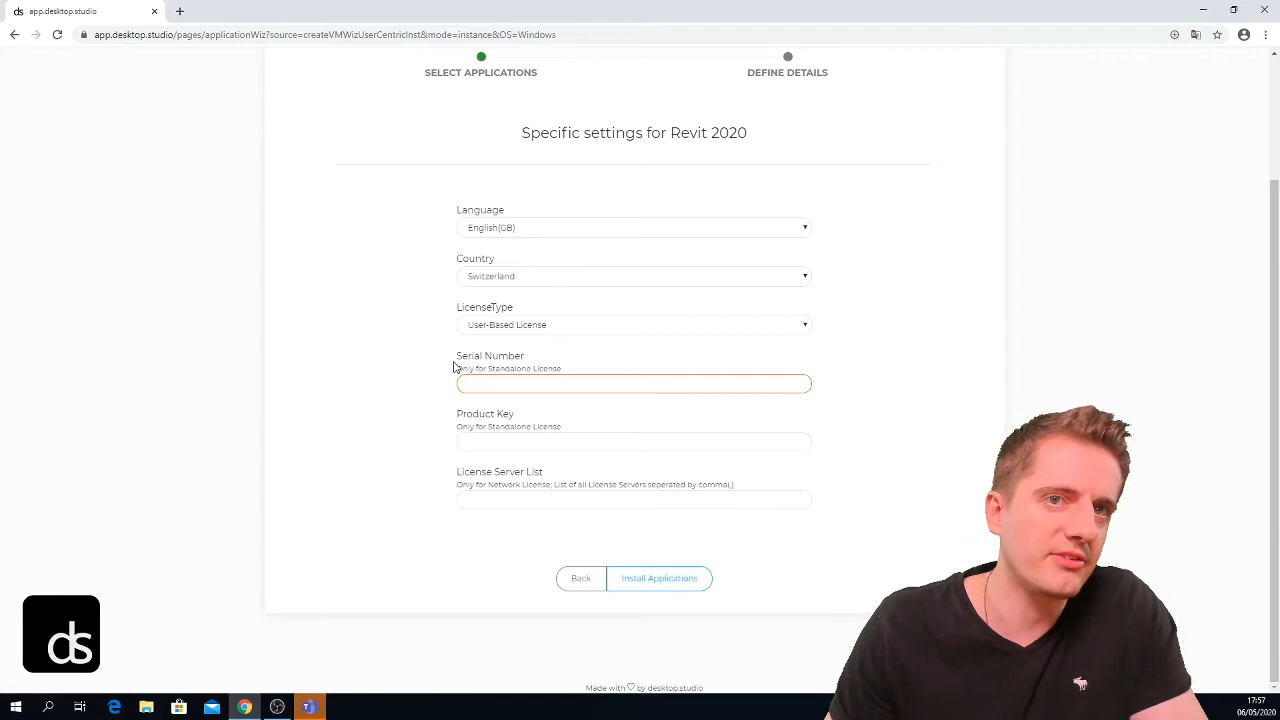 ds
app.desktop.studio
app.desktop.studio/pages/applicationWiz?source=createVMWizUserCentricInst&mode=instance&OS=Windows
SELECT APPLICATIONS
DEFINE DETAILS
Specific settings for Revit 2020
Language
English(GB)
Country
Switzerland
LicenseType
User-Based License
Serial Number
Only for Standalone License
Product Key
Only for Standalone License
License Server List
Only for Network License; List of all License Servers seperated by comma(,)
Back
Install Applications
ds
Made with ♡ by desktop.studio
17:57
06/05/2020